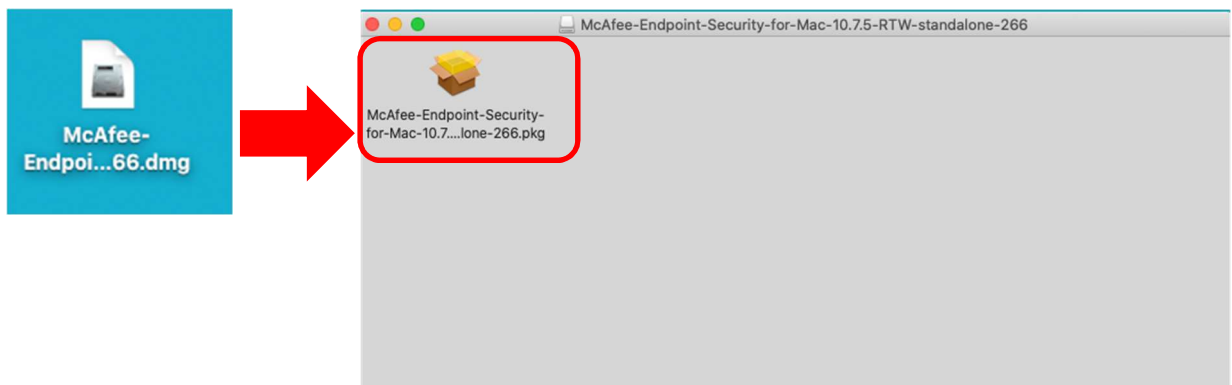 McAfee-
Endpoi...66.dmg
McAfee-Endpoint-Security-for-Mac-10.7.5-RTW-standalone-266
McAfee-Endpoint-Security-
for-Mac-10.7....lone-266.pkg